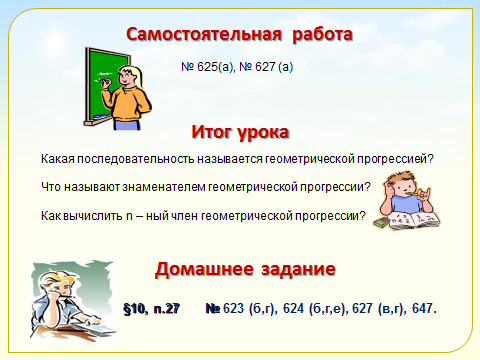 Самостоятельная работа
№ 625(а), № 627 (а)
Итог урока
Какая последовательность называется геометрической прогрессией?
Что называют знаменателем геометрической прогрессии?
Как вычислить n – ный член геометрической прогрессии?
Домашнее задание
§10, п.27 № 623 (б,г), 624 (б,г,е), 627 (в,г), 647.